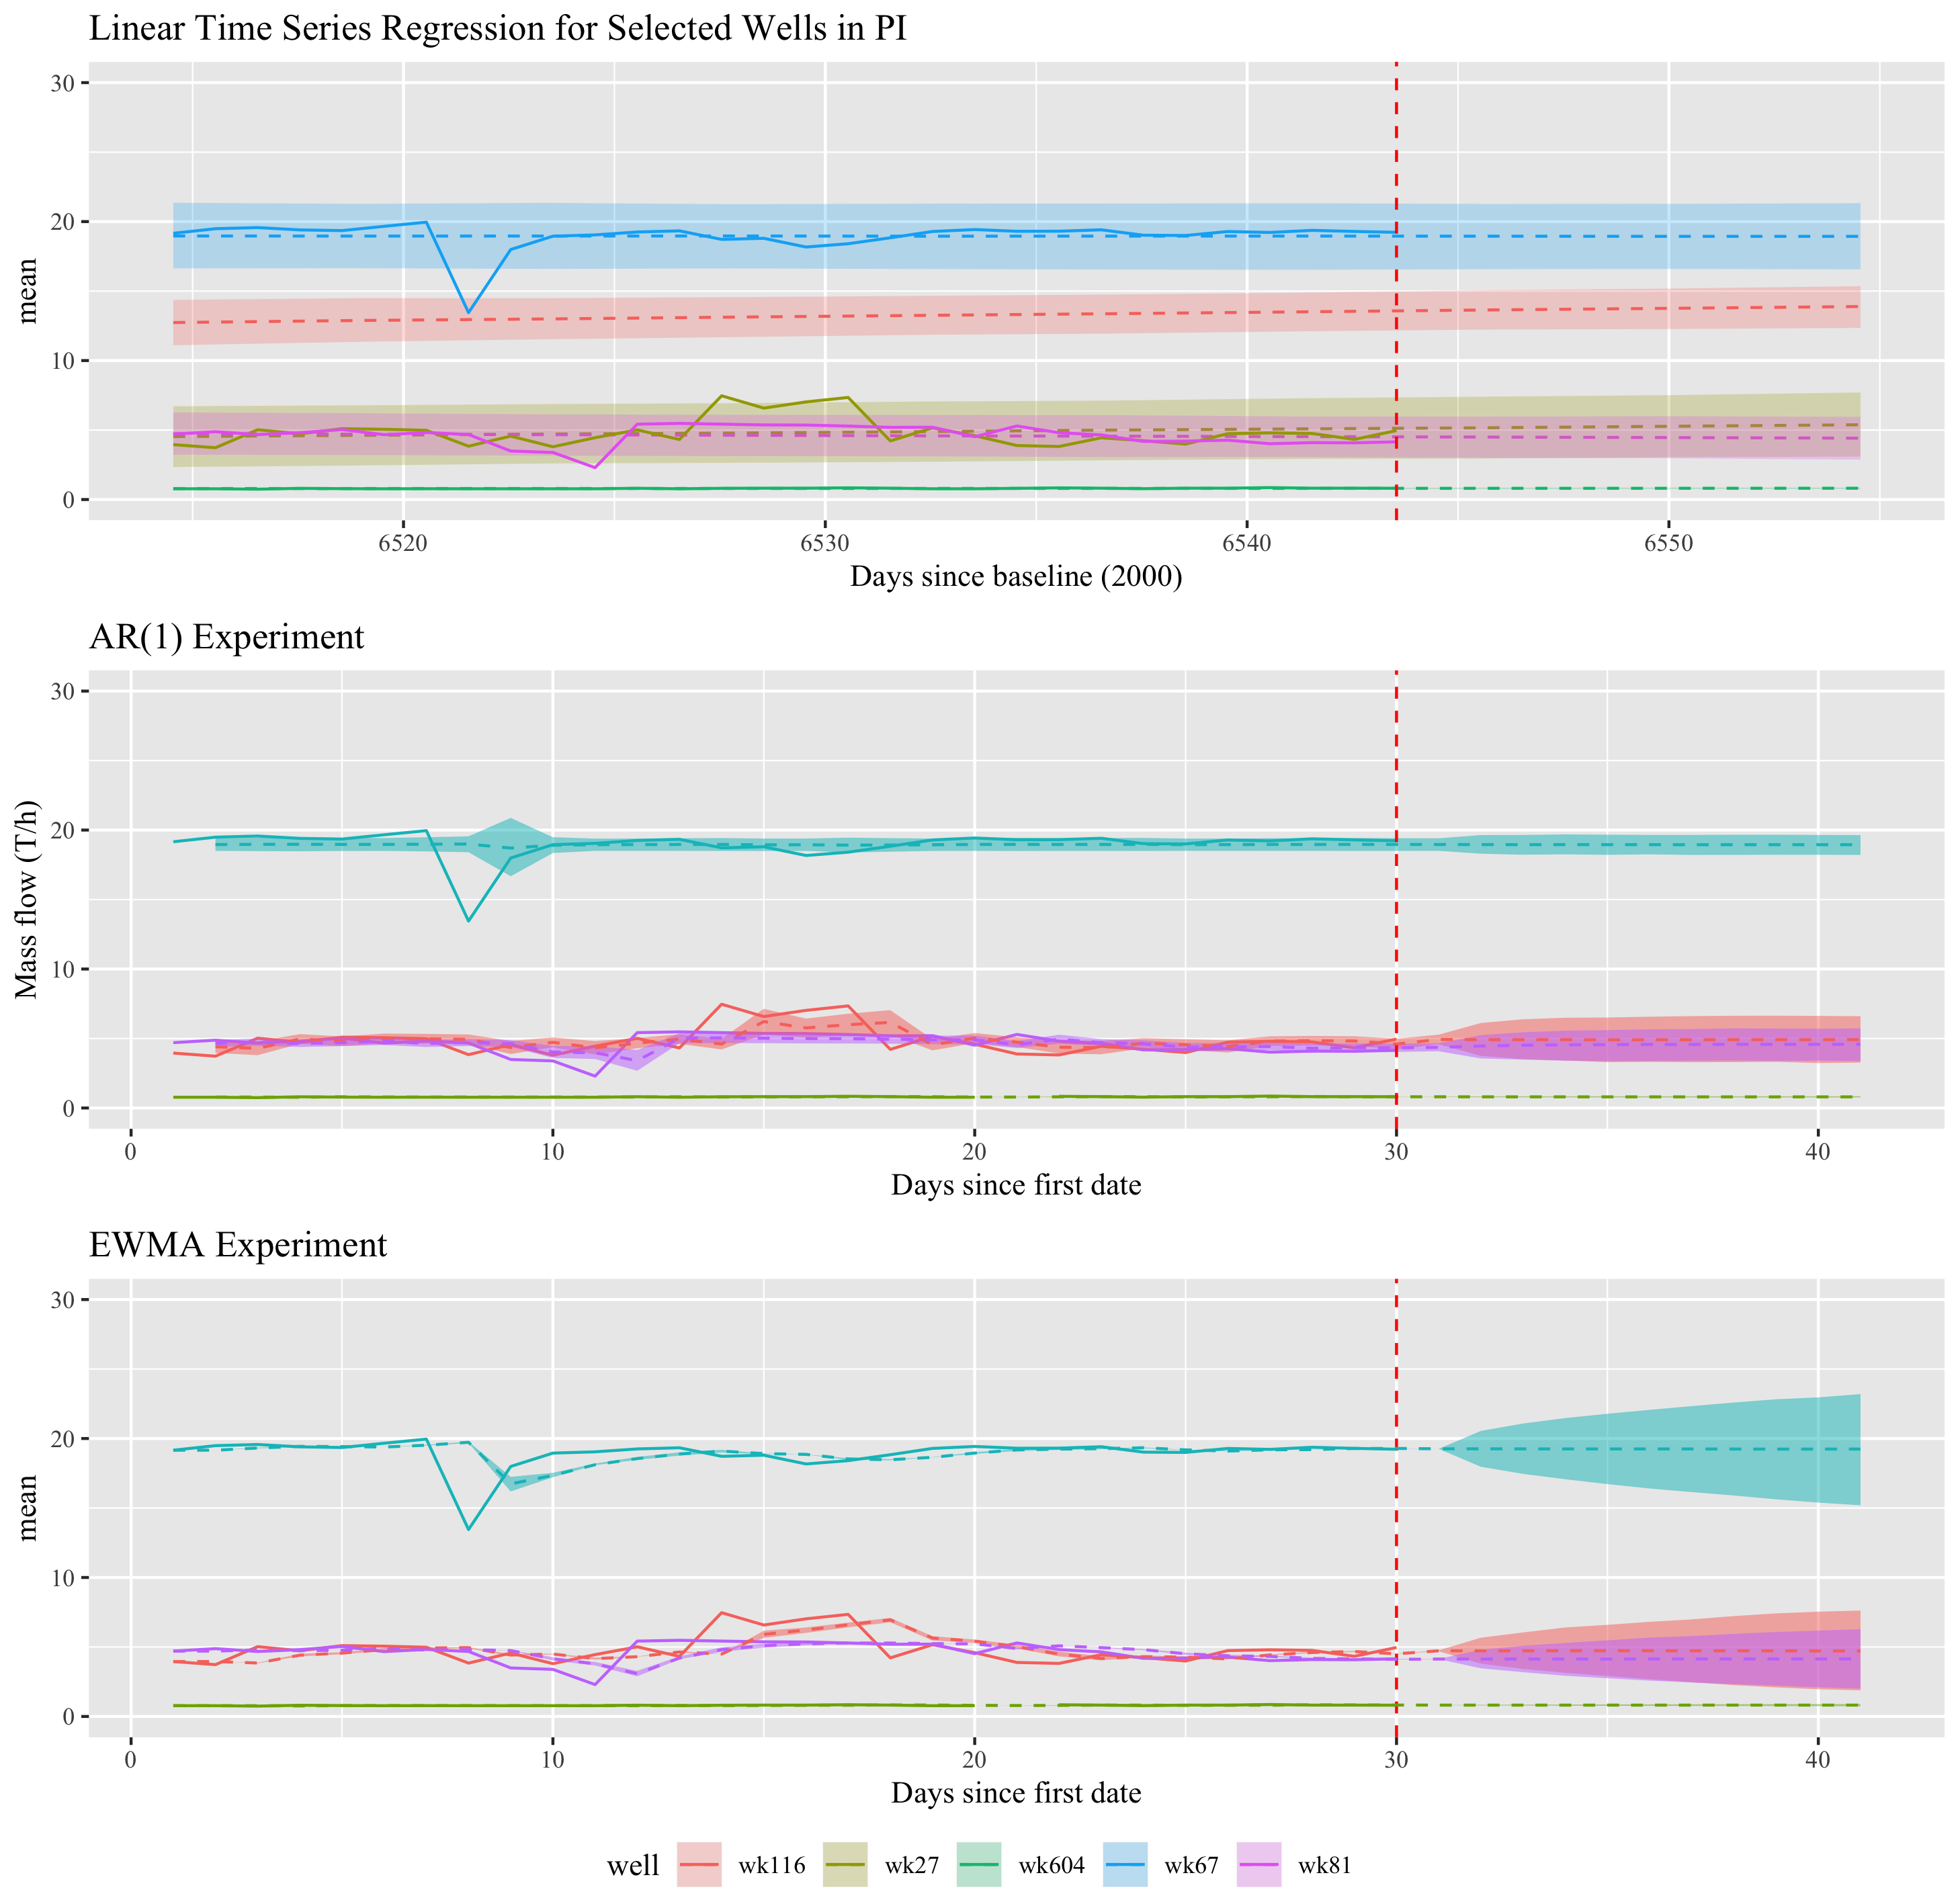 Linear Time Series Regression for Selected Wells in PI
30
20
10
0
mean
6520 6530 6540 6550
Days since baseline (2000)
AR(1) Experiment
30
20
10
0
Mass flow (T/h)
0 10 20 30 40
Days since first date
EWMA Experiment
30
20
10
0
mean
0 10 20 30 40
Days since first date
well wk116 wk27 wk604 wk67 wk81